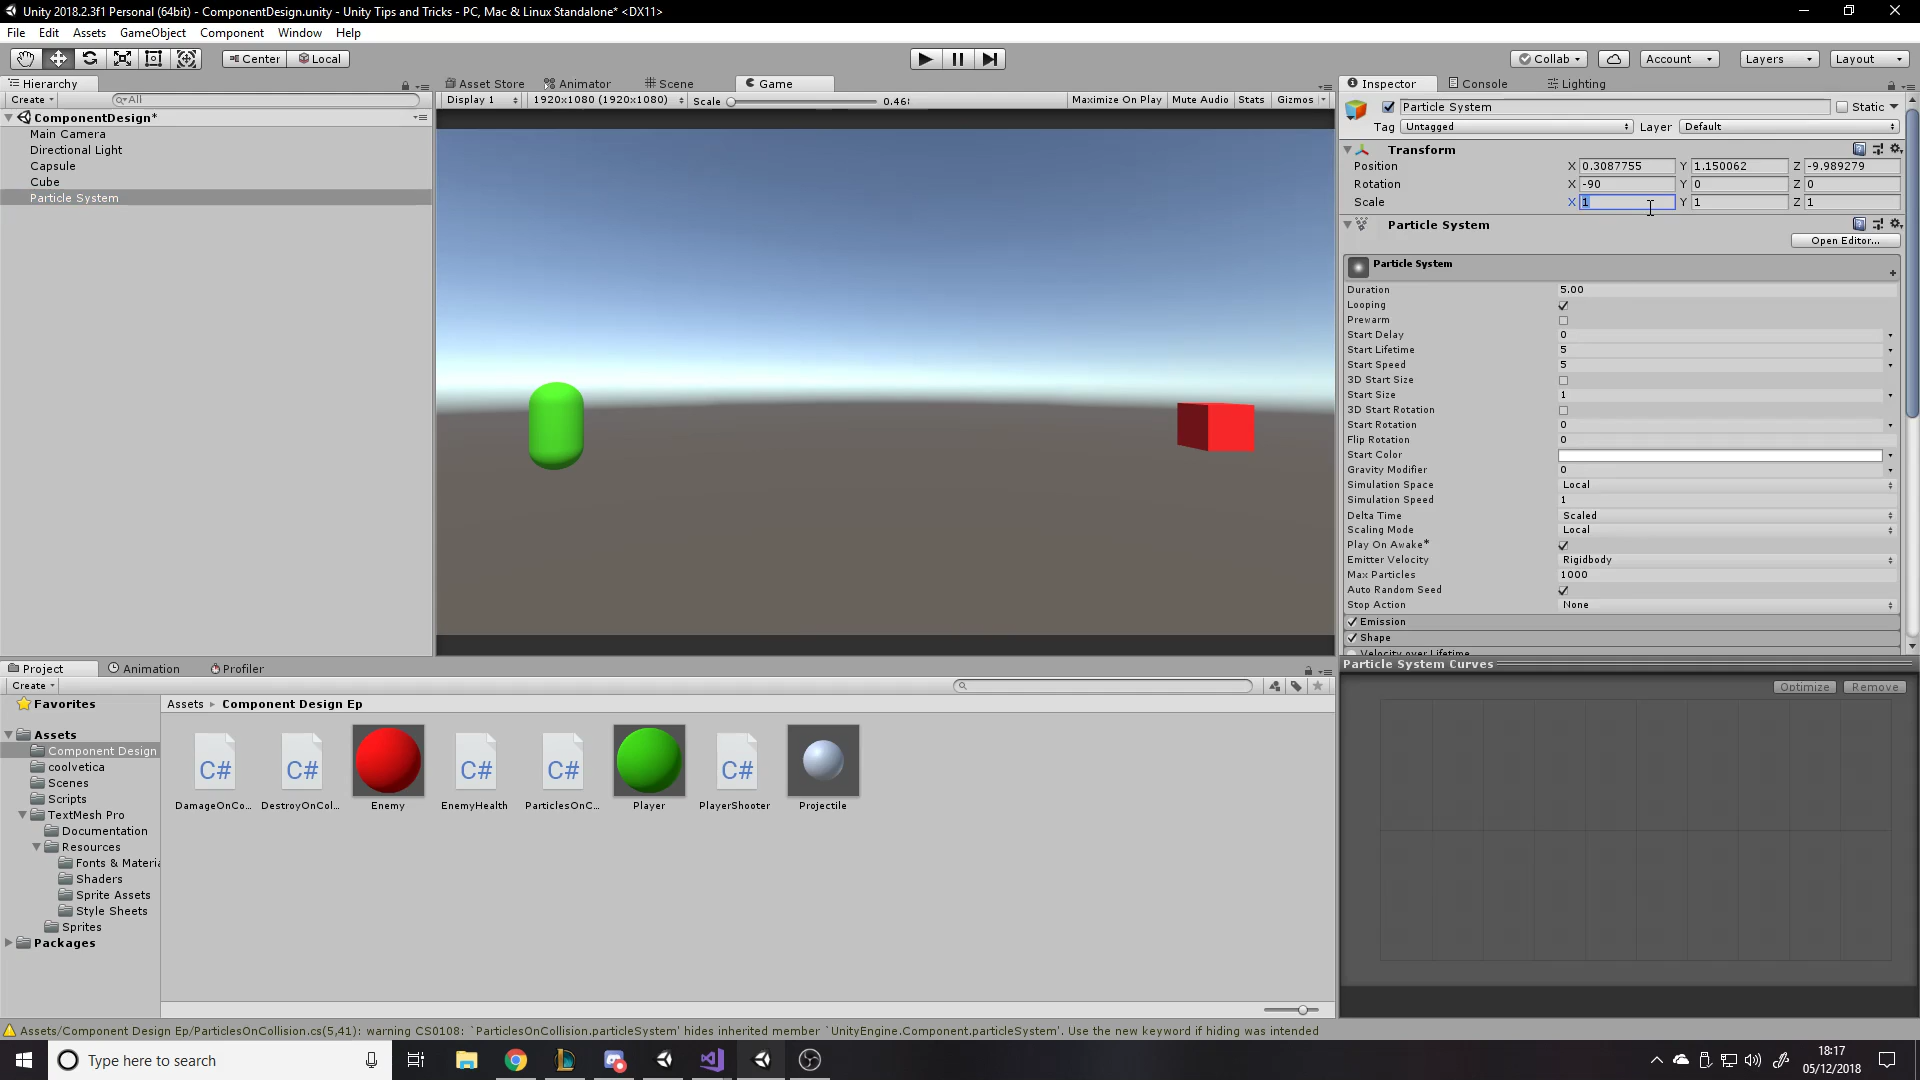 Unity 2018.2.3f1 Personal (64bit) - ComponentDesign.unity - Unity Tips and Tricks - PC, Mac & Linux Standalone* <DX11>
File Edit Assets GameObject Component Window Help
Center Local Collab Account Layers Layout
Hierarchy Asset Store Animator Scene Game Inspector Console Lighting
Create All Display 1 1920x1080 (1920x1080) Scale 0.46 Maximize On Play Mute Audio Stats Gizmos
ComponentDesign*
Main Camera
Directional Light
Capsule
Cube
Particle System
Particle System Static
Tag Untagged Layer Default
Transform
Position X 0.3087755 Y 1.150062 Z -9.989279
Rotation X -90 Y 0 Z 0
Scale X 1 Y 1 Z 1
Particle System
Open Editor...
Particle System
Duration 5.00
Looping
Prewarm
Start Delay 0
Start Lifetime 5
Start Speed 5
3D Start Size
Start Size 1
3D Start Rotation
Start Rotation 0
Flip Rotation 0
Start Color
Gravity Modifier 0
Simulation Space Local
Simulation Speed 1
Delta Time Scaled
Scaling Mode Local
Play On Awake*
Emitter Velocity Rigidbody
Max Particles 1000
Auto Random Seed
Stop Action None
Emission
Shape
Velocity over Lifetime
Particle System Curves
Optimize Remove
Project Animation Profiler
Create
Favorites
Assets ▸ Component Design Ep
Assets
Component Design
coolvetica
Scenes
Scripts
TextMesh Pro
Documentation
Resources
Fonts & Materia
Shaders
Sprite Assets
Style Sheets
Sprites
Packages
C# C# C# C# C#
DamageOnCo... DestroyOnCol... Enemy EnemyHealth ParticlesOnC... Player PlayerShooter Projectile
Assets/Component Design Ep/ParticlesOnCollision.cs(5,41): warning CS0108: `ParticlesOnCollision.particleSystem' hides inherited member `UnityEngine.Component.particleSystem'. Use the new keyword if hiding was intended
Type here to search
18:17
05/12/2018